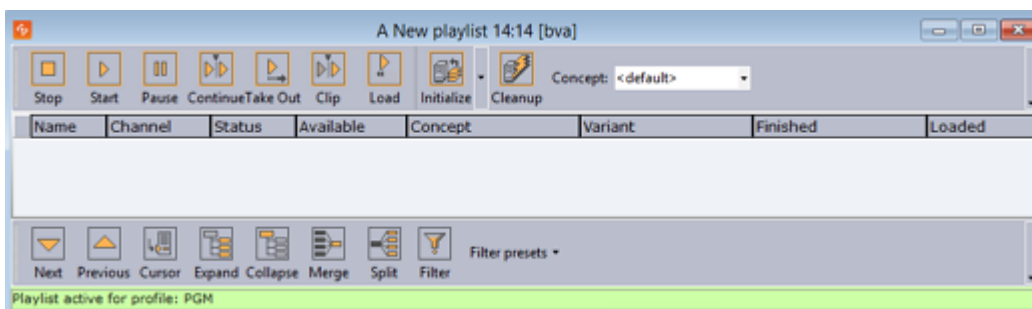 A New playlist 14:14 [bva]
Stop Start Pause Continue Take Out Clip Load Initialize Cleanup Concept: <default>
Name Channel Status Available Concept Variant Finished Loaded
Next Previous Cursor Expand Collapse Merge Split Filter Filter presets
Playlist active for profile: PGM